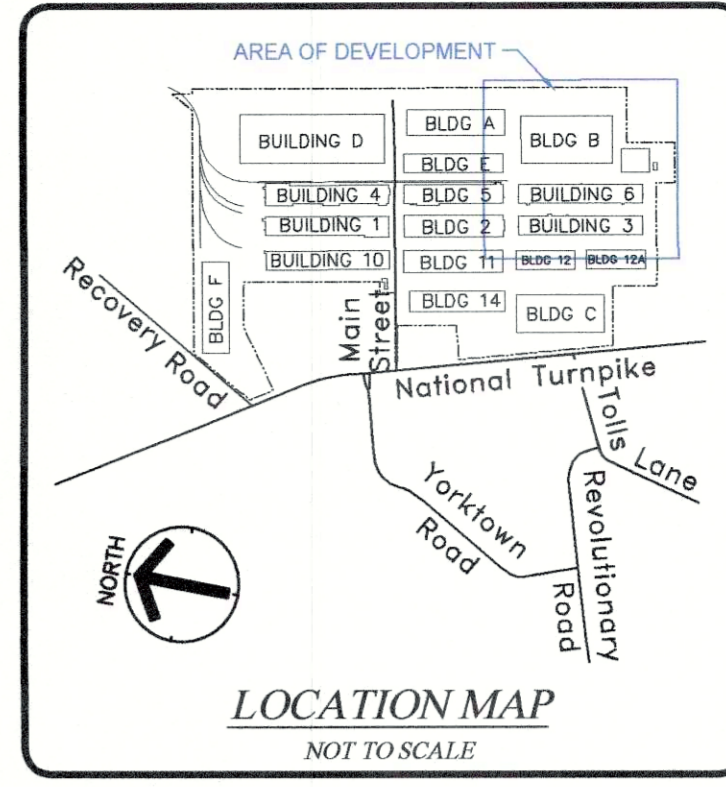 AREA OF DEVELOPMENT
BUILDING D
BLDG A
BLDG B
BLDG E
BUILDING 4
BLDG 5
BUILDING 6
BUILDING 1
BLDG 2
BUILDING 3
BUILDING 10
BLDG 11
BLDG 12
BLDG 12A
BLDG F
BLDG 14
BLDG C
Recovery Road
Main
Street
National Turnpike
Tolls
Lane
Yorktown
Road
Revolutionary
Road
NORTH
LOCATION MAP
NOT TO SCALE